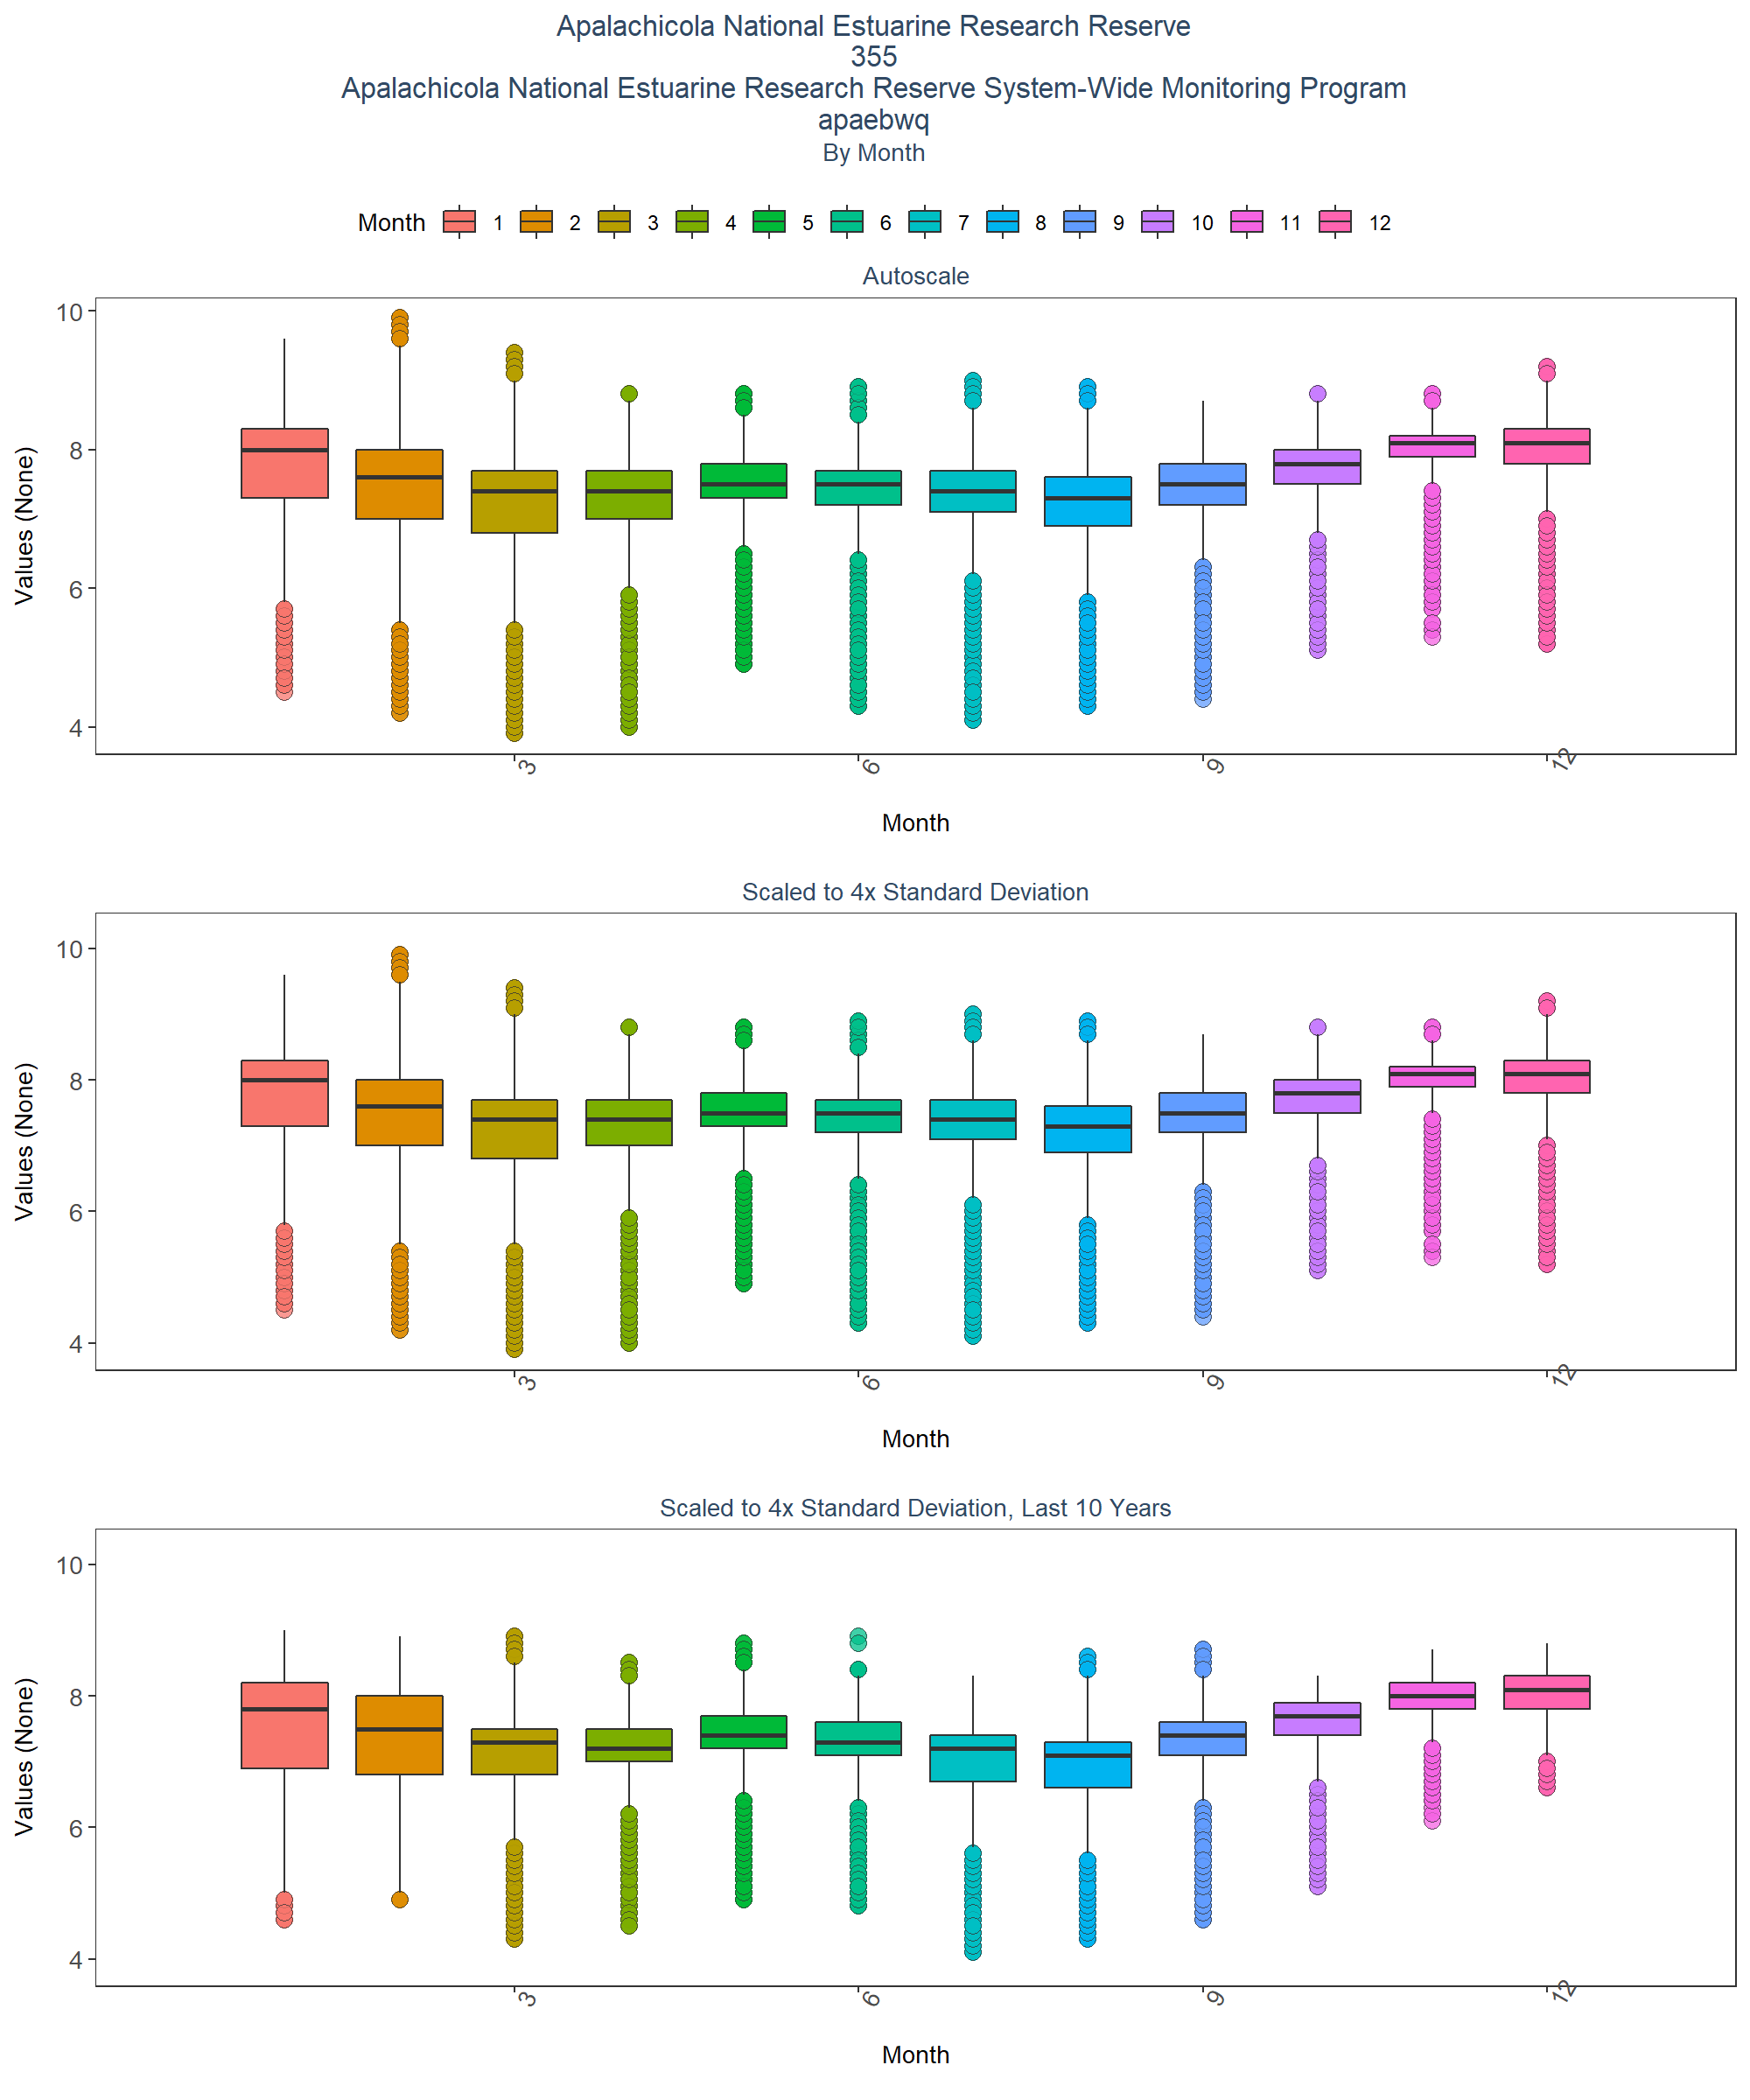 Apalachicola National Estuarine Research Reserve
355
Apalachicola National Estuarine Research Reserve System-Wide Monitoring Program
apaebwq
By Month
Month 1 2 3 4 5 6 7 8 9 10 11 12
Autoscale
Values (None)
10
8
6
4
3 6 9 12
Month
Scaled to 4x Standard Deviation
Values (None)
10
8
6
4
3 6 9 12
Month
Scaled to 4x Standard Deviation, Last 10 Years
Values (None)
10
8
6
4
3 6 9 12
Month